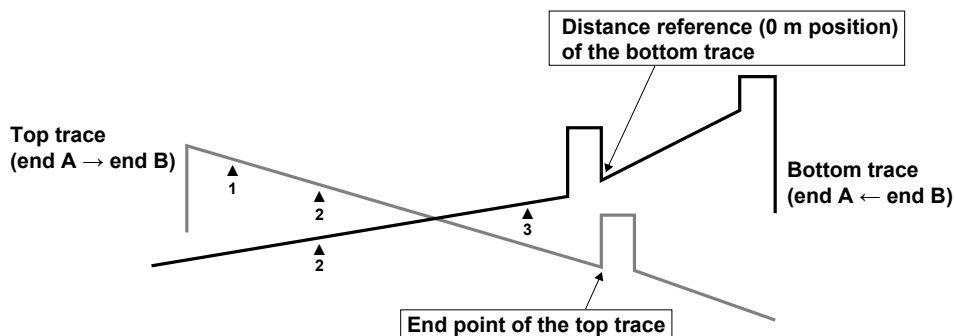 Distance reference (0 m position)
of the bottom trace
Top trace
(end A → end B)
Bottom trace
(end A ← end B)
1
2
3
2
End point of the top trace